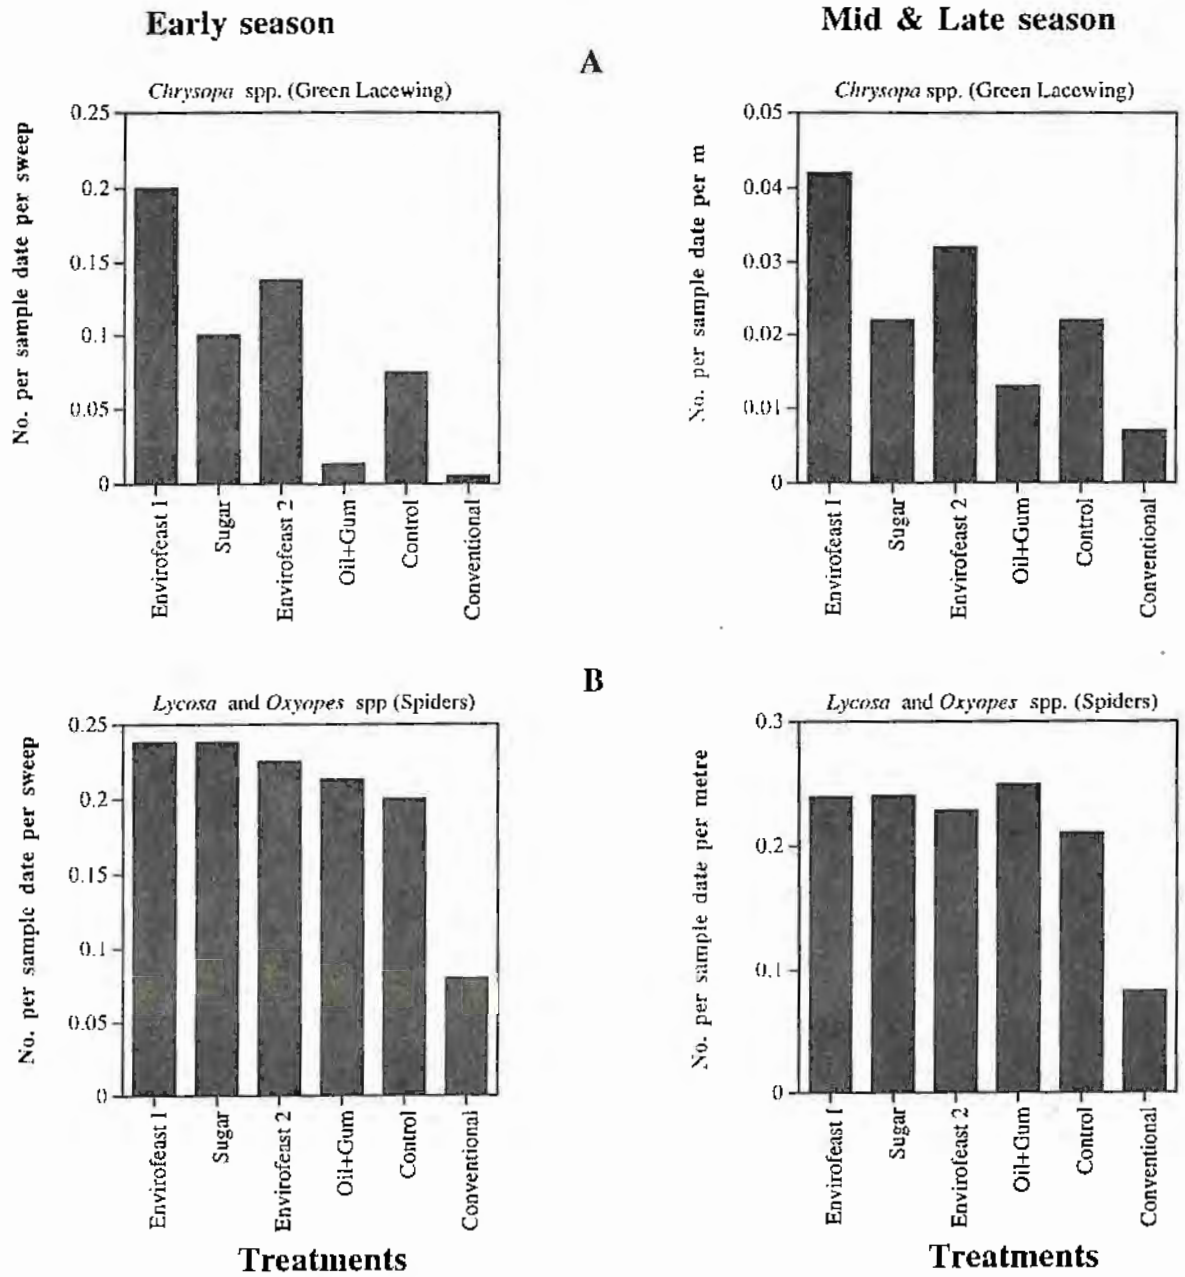 Early season
Mid & Late season
A
Chrysopa spp. (Green Lacewing)
No. per sample date per sweep
0.25
0.2
0.15
0.1
0.05
0
Envirofeast 1
Sugar
Envirofeast 2
Oil+Gum
Control
Conventional
Chrysopa spp. (Green Lacewing)
No. per sample date per m
0.05
0.04
0.03
0.02
0.01
0
Envirofeast 1
Sugar
Envirofeast 2
Oil+Gum
Control
Conventional
B
Lycosa and Oxyopes spp (Spiders)
No. per sample date per sweep
0.25
0.2
0.15
0.1
0.05
0
Envirofeast 1
Sugar
Envirofeast 2
Oil+Gum
Control
Conventional
Treatments
Lycosa and Oxyopes spp. (Spiders)
No. per sample date per metre
0.3
0.2
0.1
0
Envirofeast 1
Sugar
Envirofeast 2
Oil+Gum
Control
Conventional
Treatments